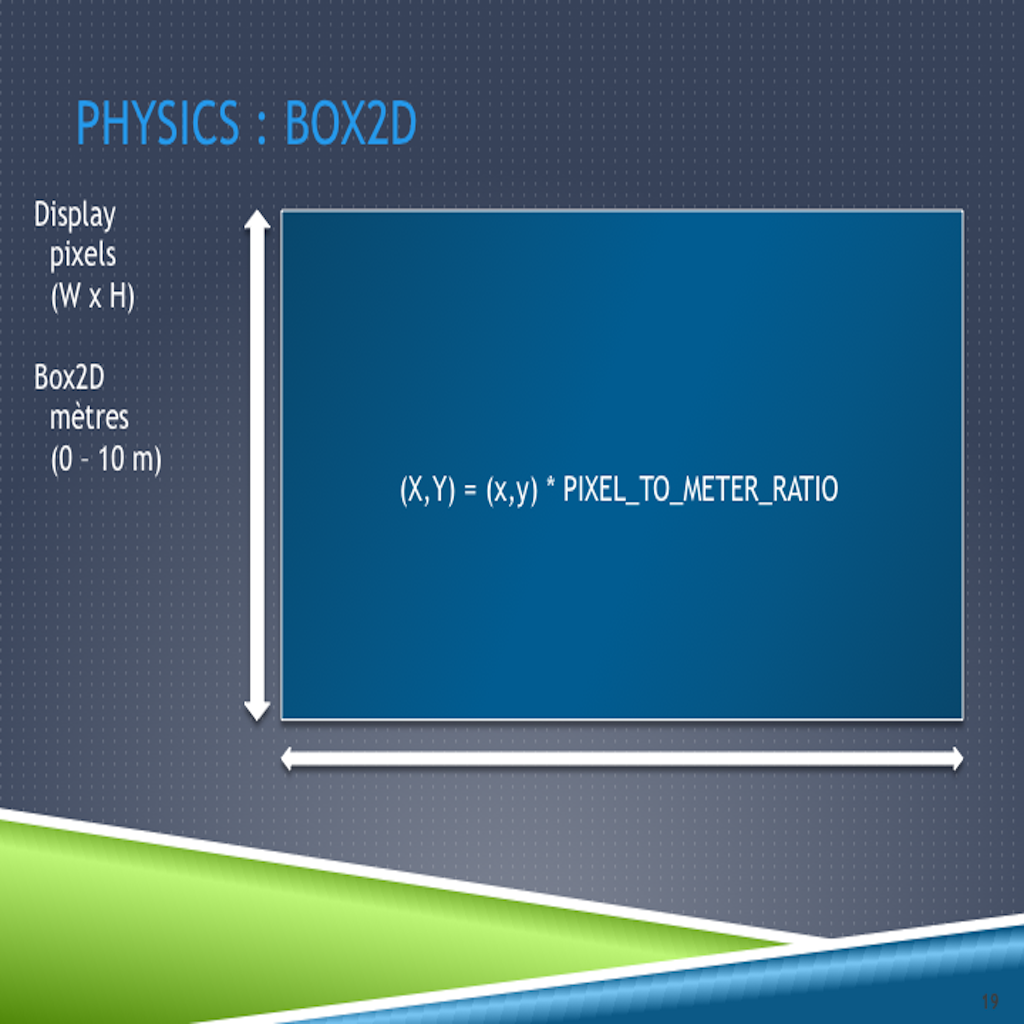 PHYSICS : BOX2D
Display
pixels
(W x H)
Box2D
mètres
(0 – 10 m)
(X,Y) = (x,y) * PIXEL_TO_METER_RATIO
19